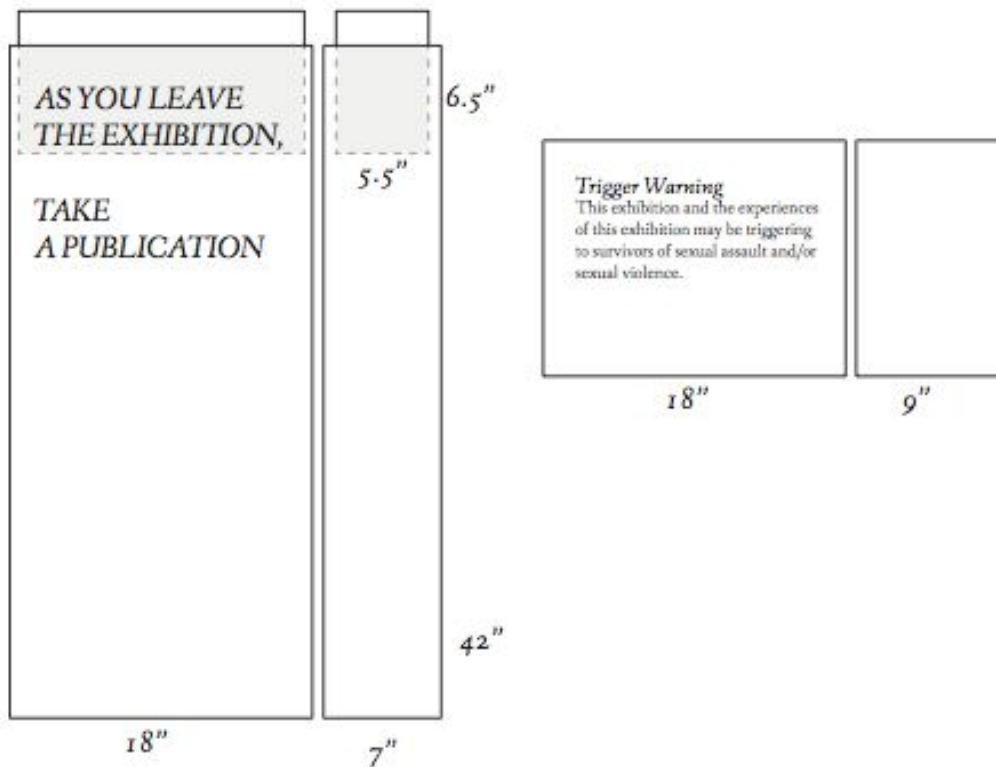 AS YOU LEAVE
THE EXHIBITION,
TAKE
A PUBLICATION
6.5"
5.5"
42"
18"
7"
Trigger Warning
This exhibition and the experiences
of this exhibition may be triggering
to survivors of sexual assault and/or
sexual violence.
18"
9"